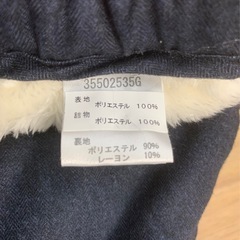 35502535G
表地
ポリエステル 100%
詰物
ポリエステル 100%
裏地
ポリエステル 90%
レーヨン 10%